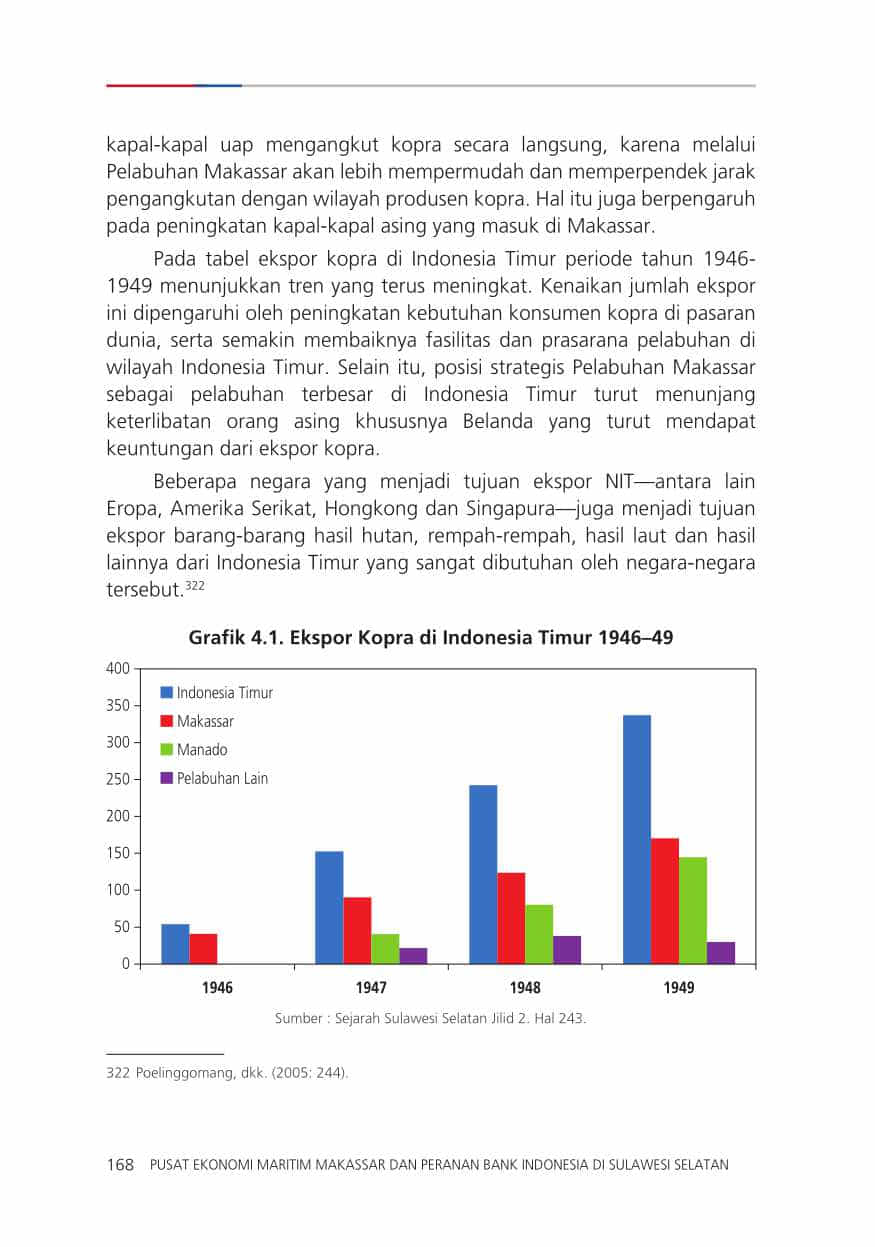 kapal-kapal uap mengangkut kopra secara langsung, karena melalui
Pelabuhan Makassar akan lebih mempermudah dan memperpendek jarak
pengangkutan dengan wilayah produsen kopra. Hal itu juga berpengaruh
pada peningkatan kapal-kapal asing yang masuk di Makassar.
Pada tabel ekspor kopra di Indonesia Timur periode tahun 1946-
1949 menunjukkan tren yang terus meningkat. Kenaikan jumlah ekspor
ini dipengaruhi oleh peningkatan kebutuhan konsumen kopra di pasaran
dunia, serta semakin membaiknya fasilitas dan prasarana pelabuhan di
wilayah Indonesia Timur. Selain itu, posisi strategis Pelabuhan Makassar
sebagai pelabuhan terbesar di Indonesia Timur turut menunjang
keterlibatan orang asing khususnya Belanda yang turut mendapat
keuntungan dari ekspor kopra.
Beberapa negara yang menjadi tujuan ekspor NIT—antara lain
Eropa, Amerika Serikat, Hongkong dan Singapura—juga menjadi tujuan
ekspor barang-barang hasil hutan, rempah-rempah, hasil laut dan hasil
lainnya dari Indonesia Timur yang sangat dibutuhan oleh negara-negara
tersebut.322
Grafik 4.1. Ekspor Kopra di Indonesia Timur 1946–49
400
350
300
250
200
150
100
50
0
Indonesia Timur
Makassar
Manado
Pelabuhan Lain
1946 1947 1948 1949
Sumber : Sejarah Sulawesi Selatan Jilid 2. Hal 243.
322 Poelinggomang, dkk. (2005: 244).
168 PUSAT EKONOMI MARITIM MAKASSAR DAN PERANAN BANK INDONESIA DI SULAWESI SELATAN